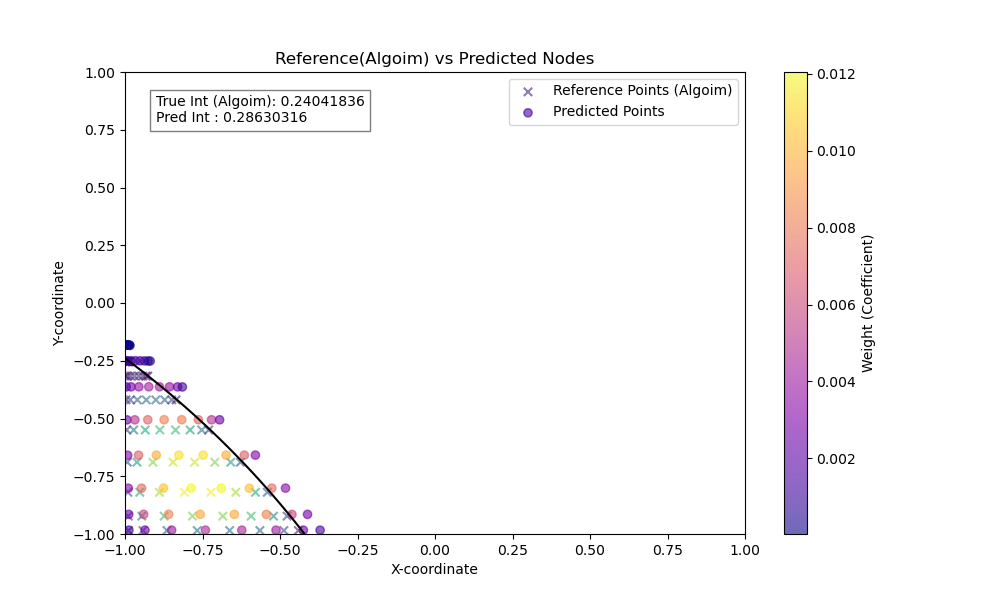 Reference(Algoim) vs Predicted Nodes
True Int (Algoim): 0.24041836
Pred Int : 0.28630316
Reference Points (Algoim)
Predicted Points
1.00
0.75
0.50
0.25
0.00
−0.25
−0.50
−0.75
−1.00
Y-coordinate
−1.00 −0.75 −0.50 −0.25 0.00 0.25 0.50 0.75 1.00
X-coordinate
0.012
0.010
0.008
0.006
0.004
0.002
Weight (Coefficient)